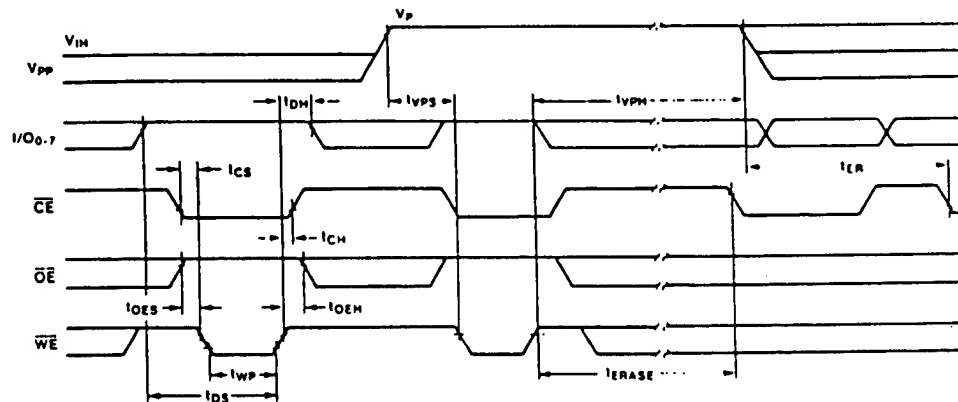 VP
VIH
VPP
tDH
tVPS
tVPH
I/O0-7
tCS
tER
CE
tCH
OE
tOES
tOEH
WE
tWP
tERASE
tDS